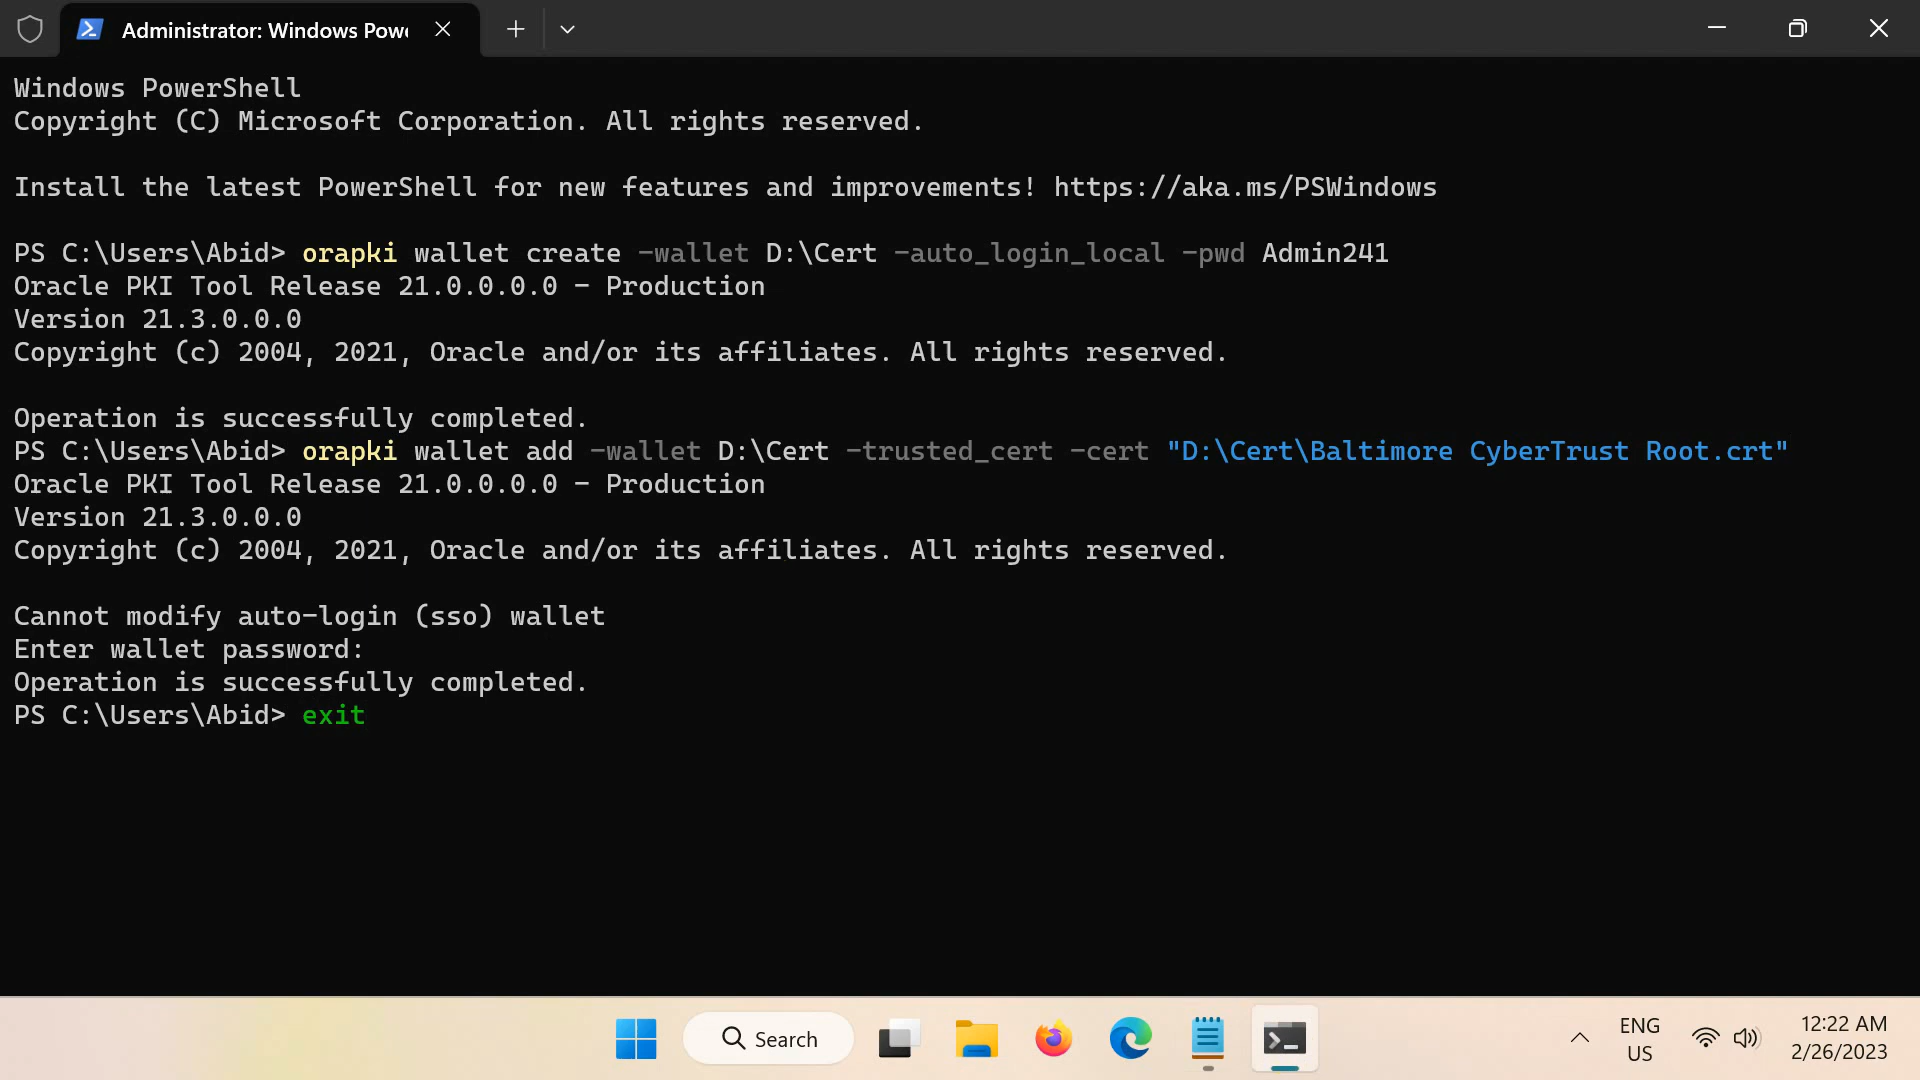 Administrator: Windows Pow
Windows PowerShell
Copyright (C) Microsoft Corporation. All rights reserved.
Install the latest PowerShell for new features and improvements! https://aka.ms/PSWindows
PS C:\Users\Abid> orapki wallet create -wallet D:\Cert -auto_login_local -pwd Admin241
Oracle PKI Tool Release 21.0.0.0.0 - Production
Version 21.3.0.0.0
Copyright (c) 2004, 2021, Oracle and/or its affiliates. All rights reserved.
Operation is successfully completed.
PS C:\Users\Abid> orapki wallet add -wallet D:\Cert -trusted_cert -cert "D:\Cert\Baltimore CyberTrust Root.crt"
Oracle PKI Tool Release 21.0.0.0.0 - Production
Version 21.3.0.0.0
Copyright (c) 2004, 2021, Oracle and/or its affiliates. All rights reserved.
Cannot modify auto-login (sso) wallet
Enter wallet password:
Operation is successfully completed.
PS C:\Users\Abid> exit
Search
ENG
US
12:22 AM
2/26/2023